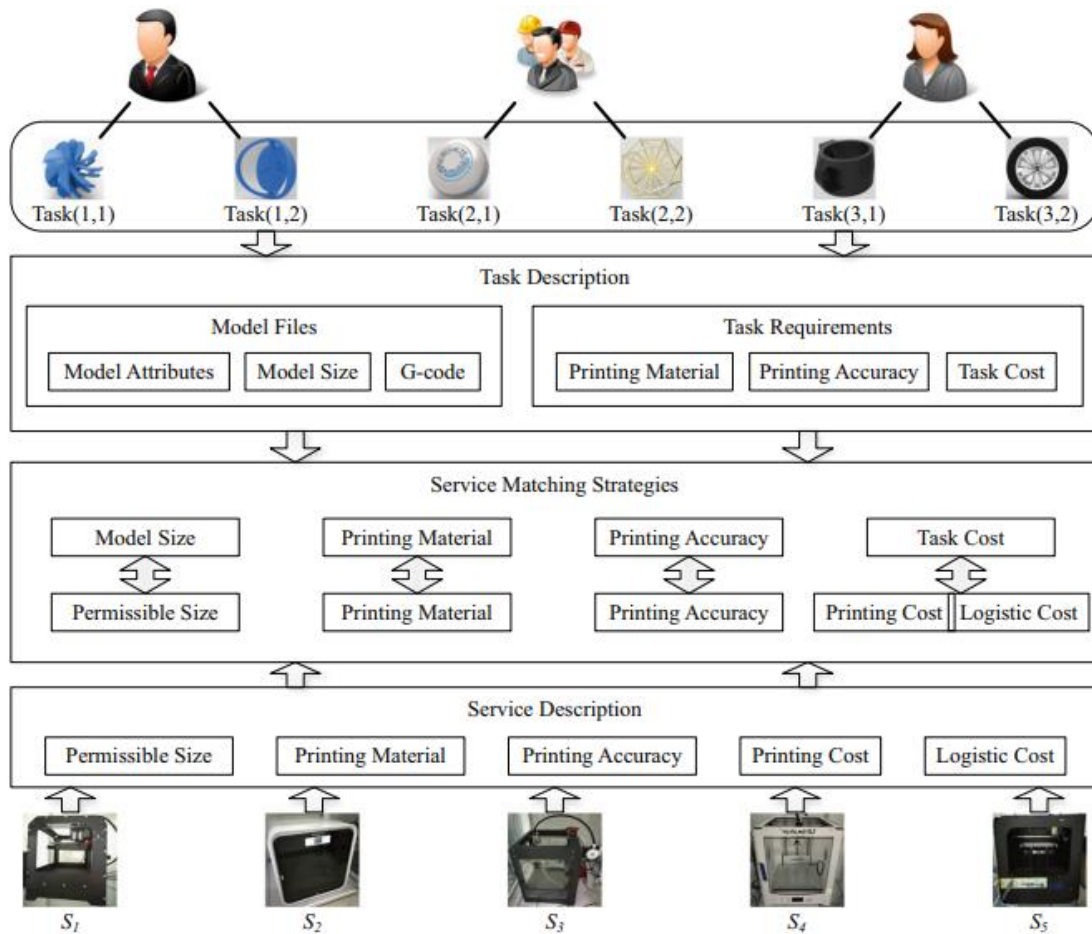 Task(1,1) Task(1,2) Task(2,1) Task(2,2) Task(3,1) Task(3,2)
Task Description
Model Files Task Requirements
Model Attributes Model Size G-code Printing Material Printing Accuracy Task Cost
Service Matching Strategies
Model Size Printing Material Printing Accuracy Task Cost
Permissible Size Printing Material Printing Accuracy Printing Cost Logistic Cost
Service Description
Permissible Size Printing Material Printing Accuracy Printing Cost Logistic Cost
S1 S2 S3 S4 S5